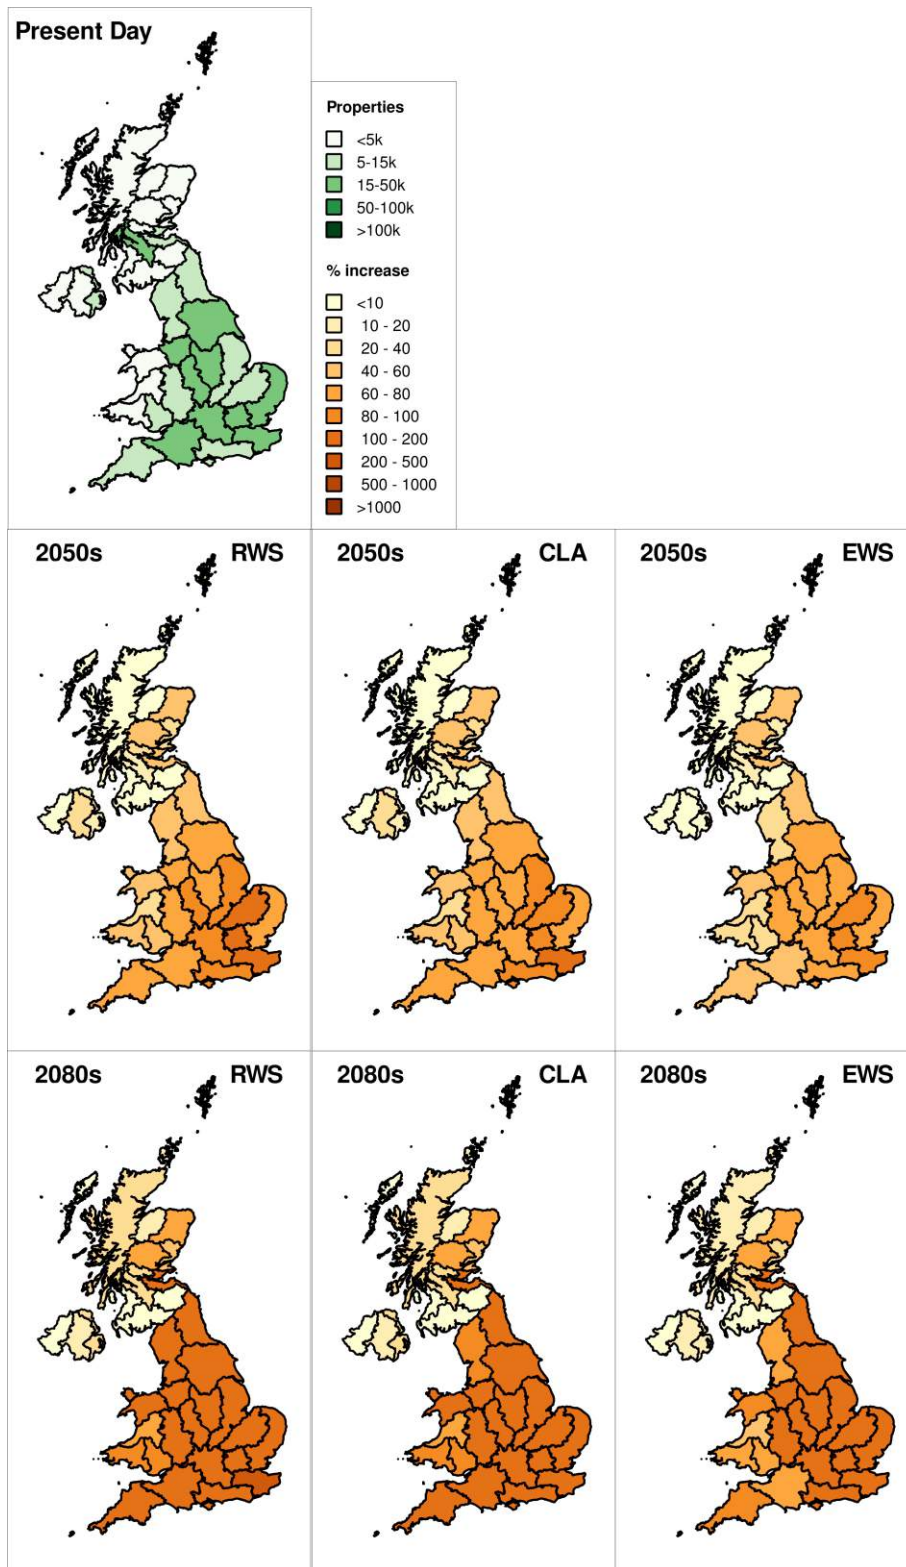 Present Day
Properties
<5k
5-15k
15-50k
50-100k
>100k
% increase
<10
10 - 20
20 - 40
40 - 60
60 - 80
80 - 100
100 - 200
200 - 500
500 - 1000
>1000
2050s RWS
2050s CLA
2050s EWS
2080s RWS
2080s CLA
2080s EWS